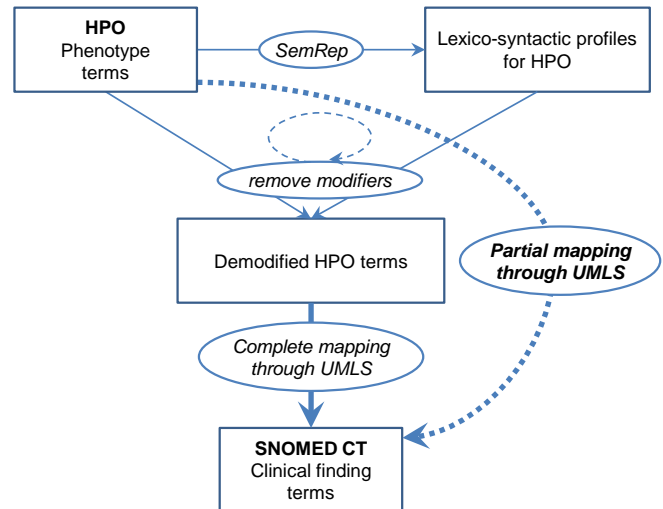 HPO
Phenotype
terms
SemRep
Lexico-syntactic profiles
for HPO
remove modifiers
Demodified HPO terms
Partial mapping
through UMLS
Complete mapping
through UMLS
SNOMED CT
Clinical finding
terms